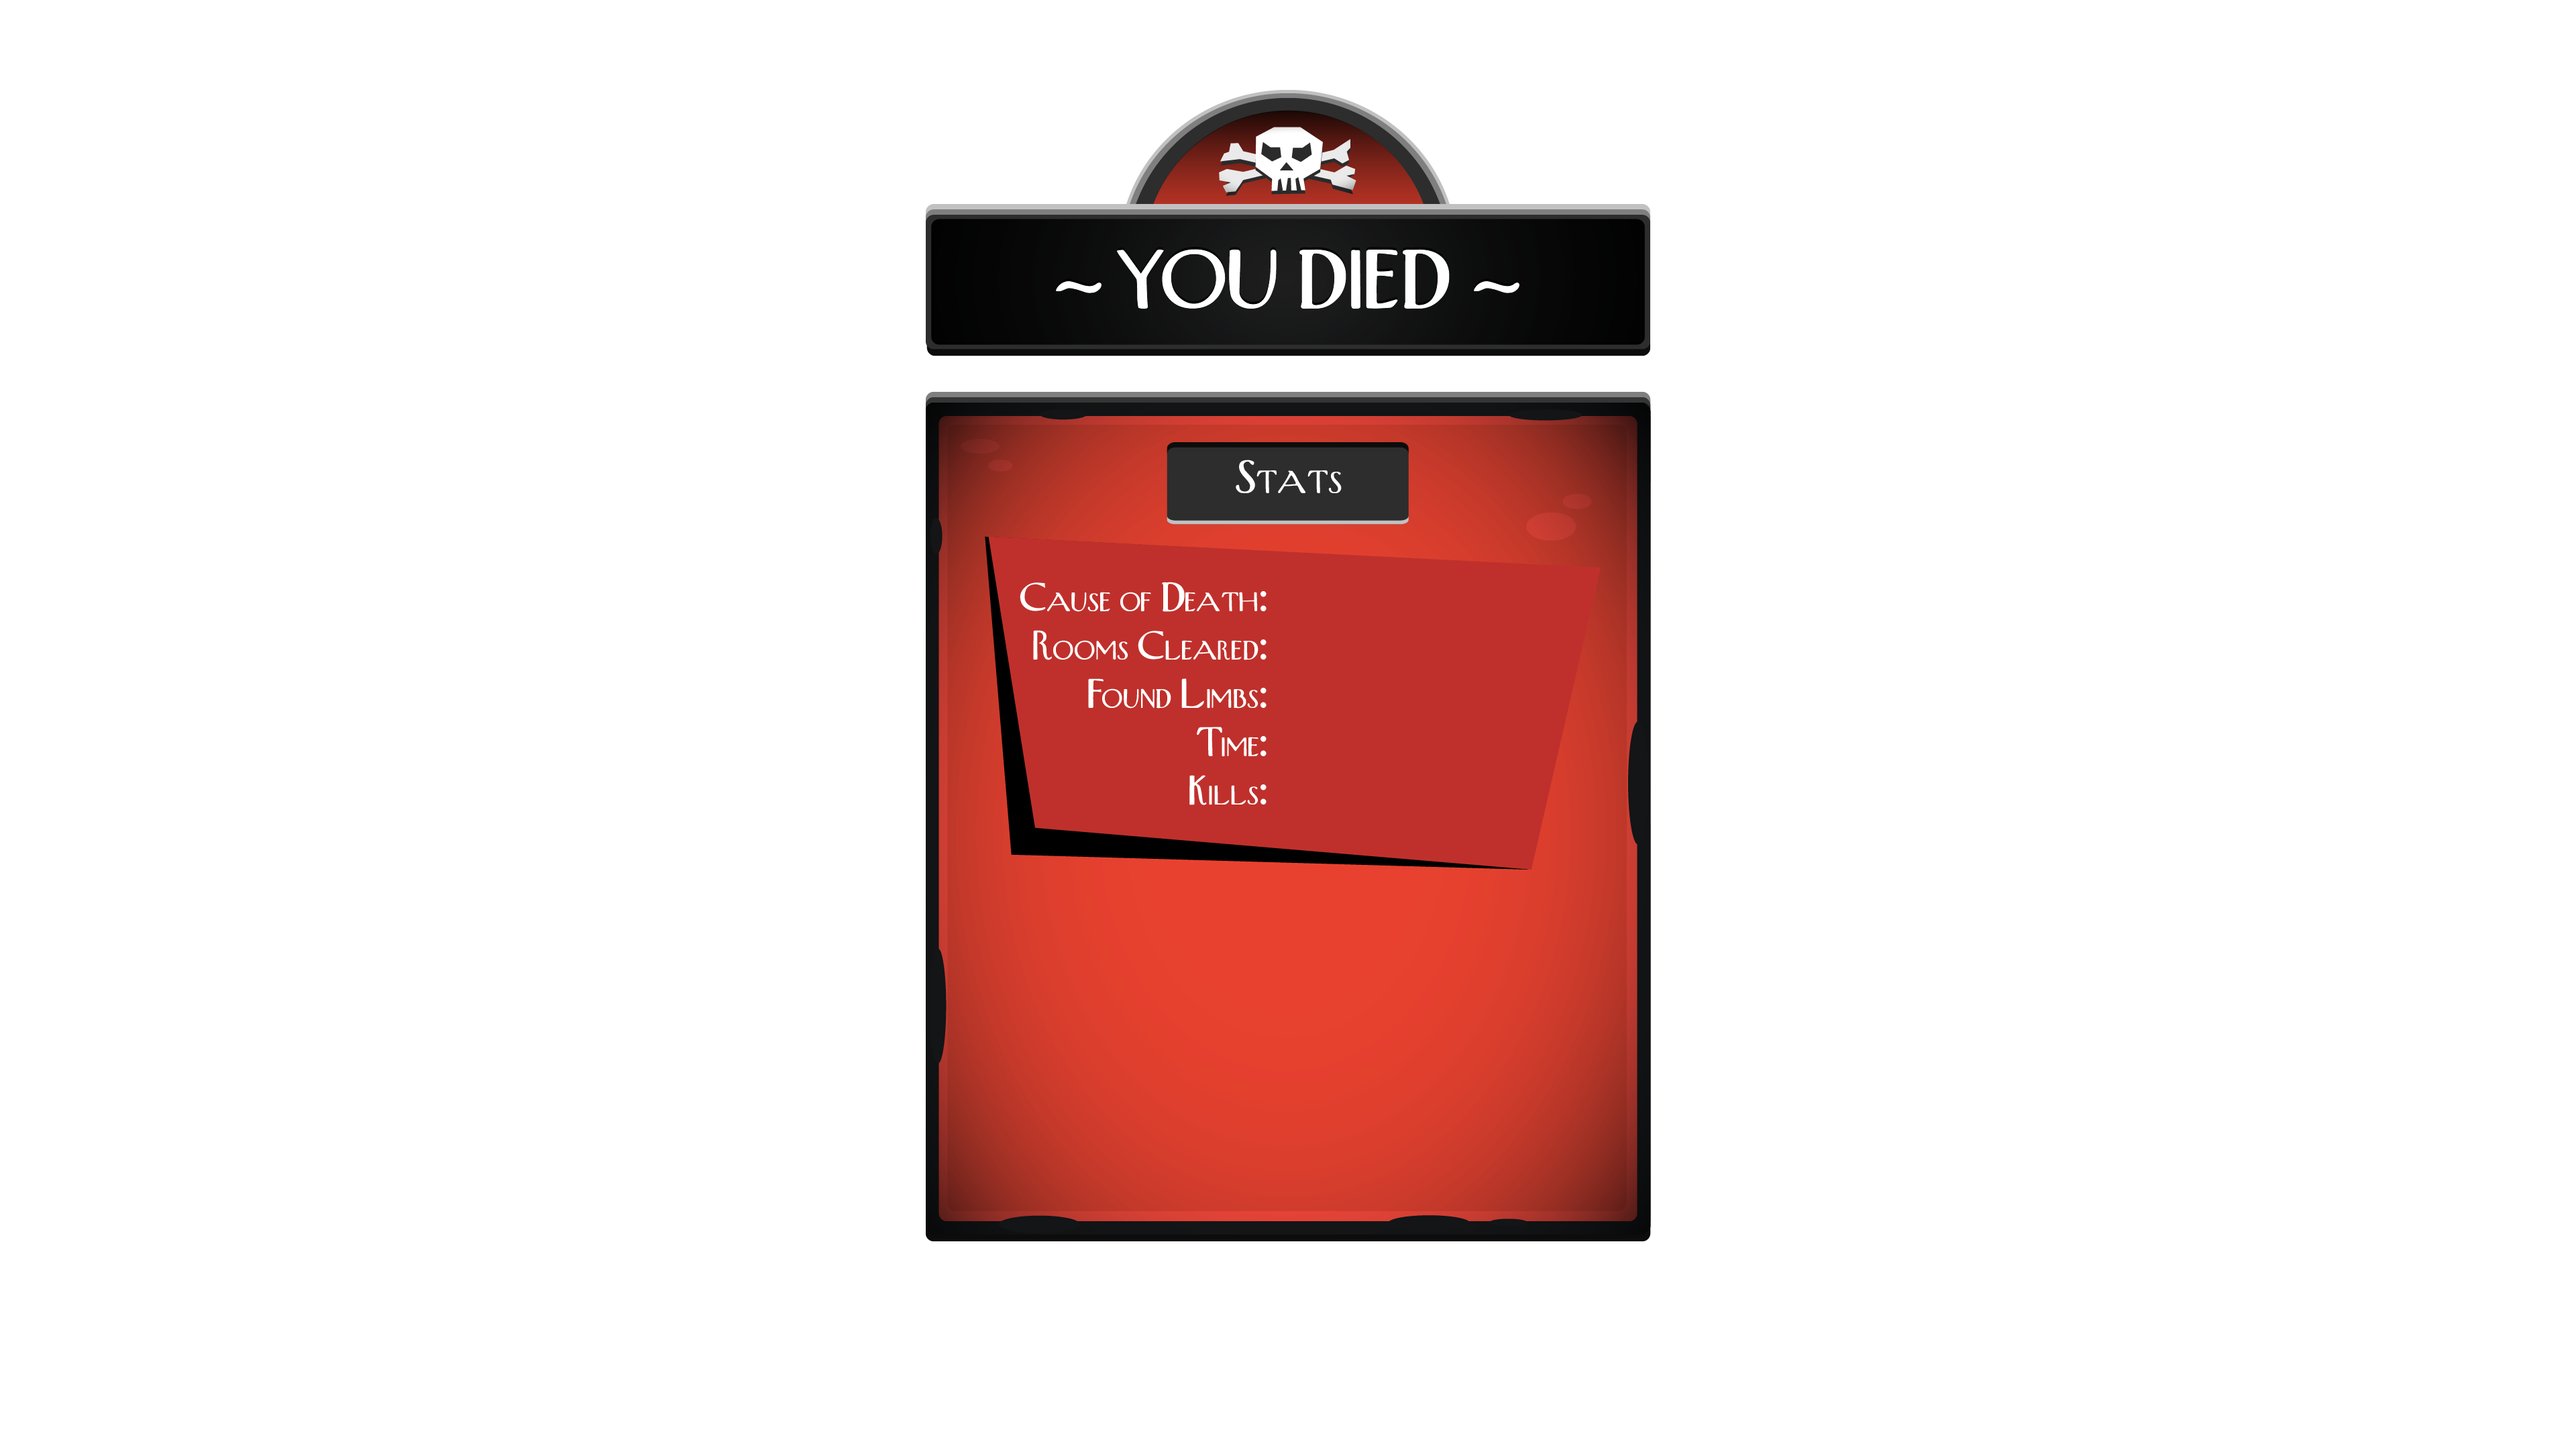 ~ YOU DIED ~
Stats
Cause of Death:
Rooms Cleared:
Found Limbs:
Time:
Kills: